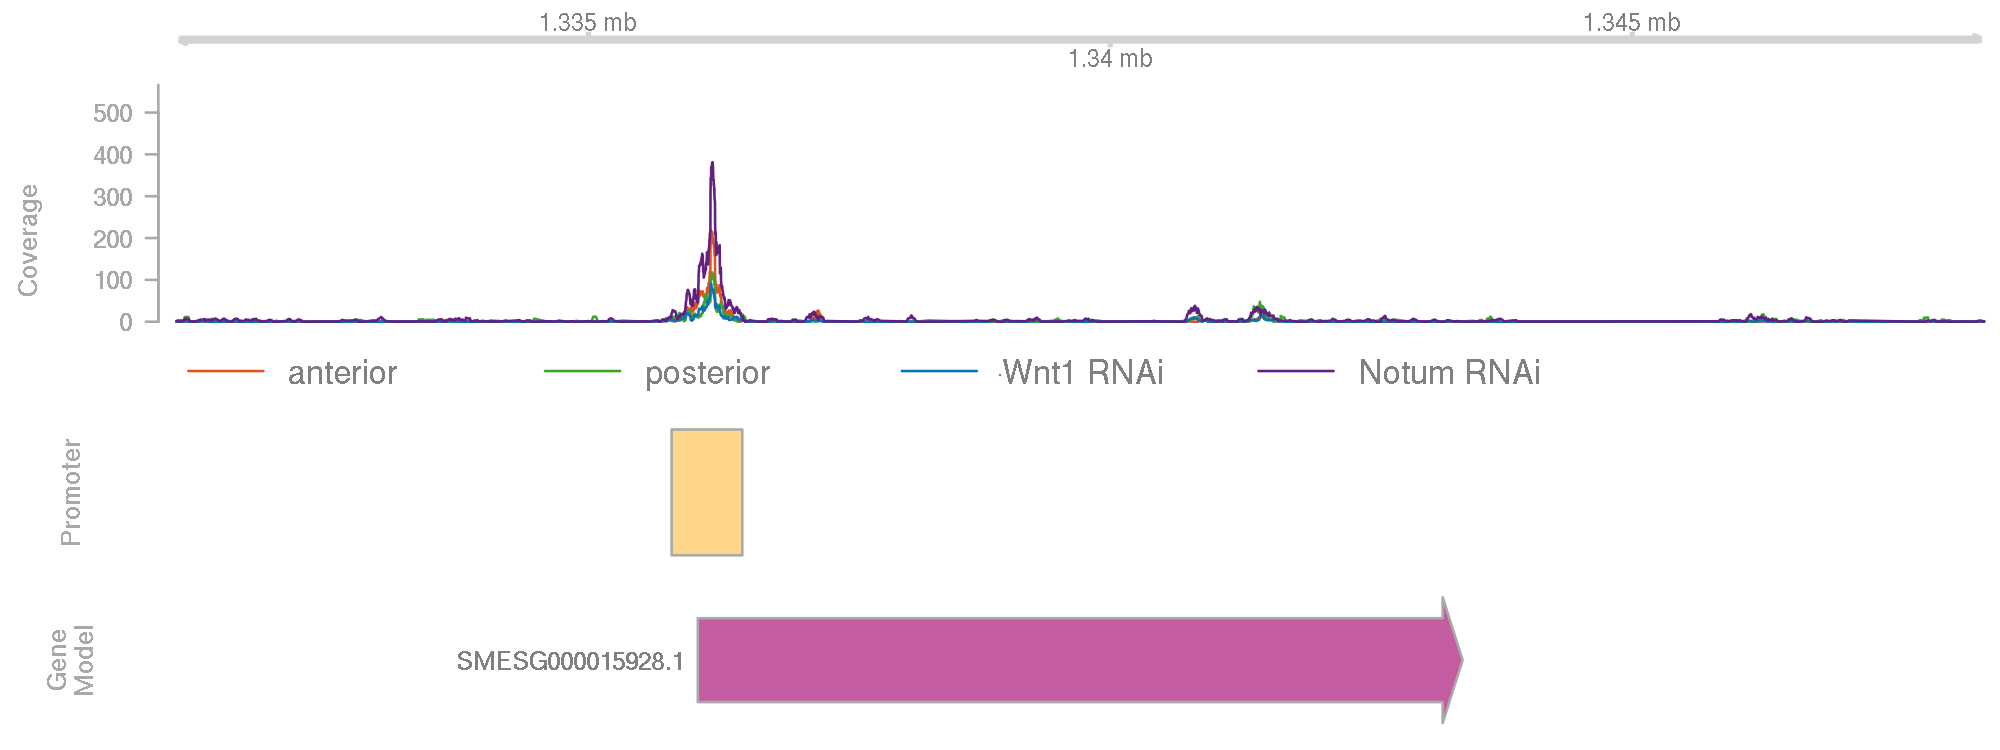 1.335 mb
1.345 mb
1.34 mb
Coverage
500
400
300
200
100
0
anterior posterior Wnt1 RNAi Notum RNAi
Promoter
Gene
Model
SMESG000015928.1